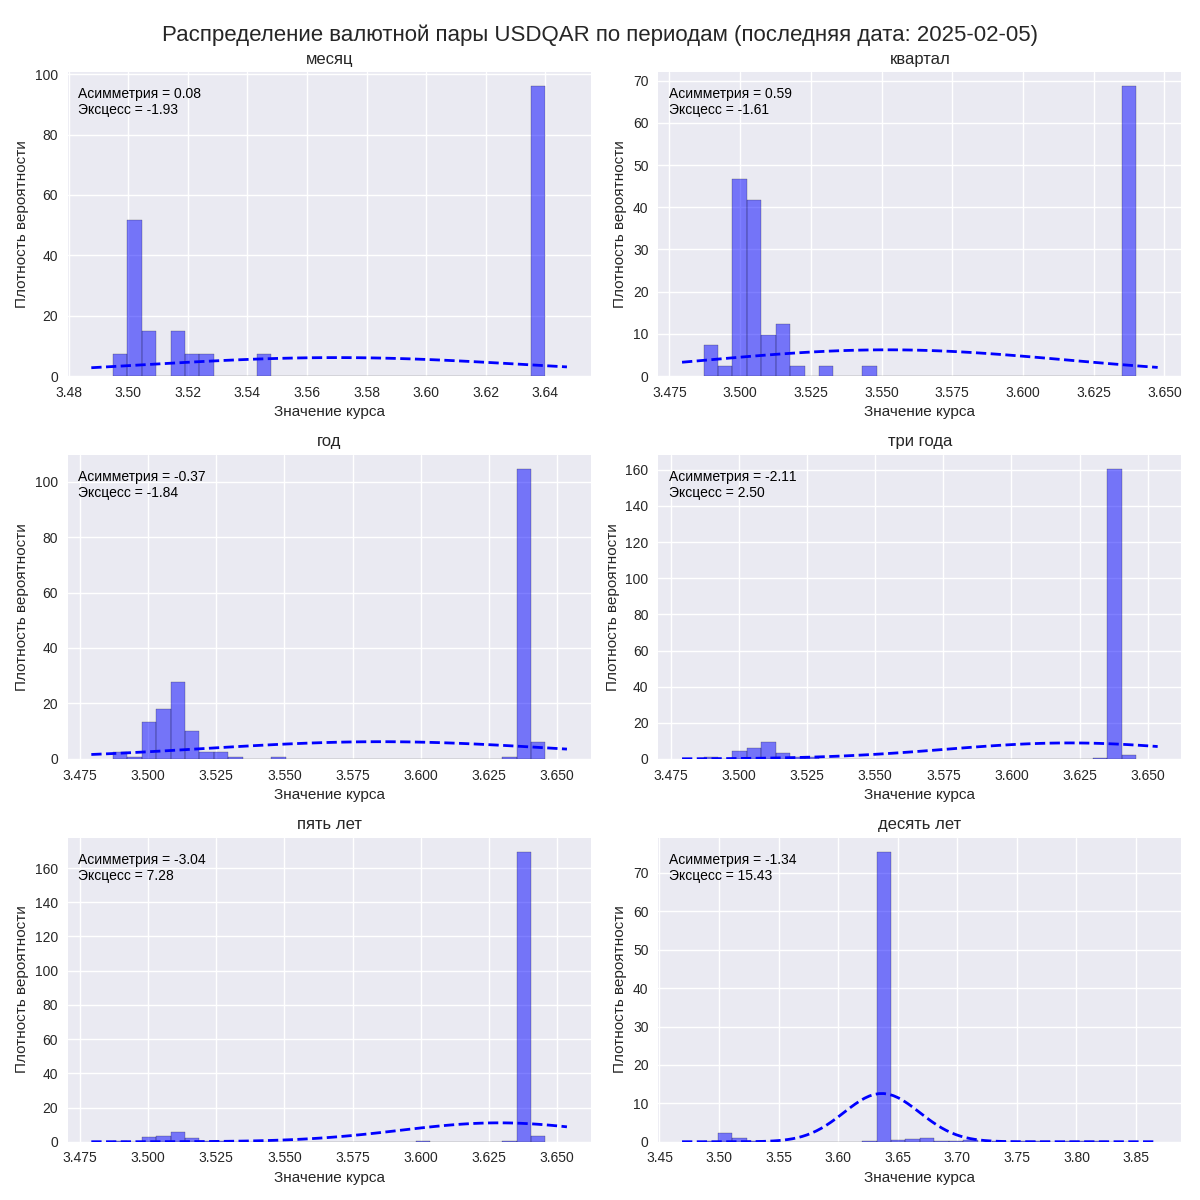 Распределение валютной пары USDQAR по периодам (последняя дата: 2025-02-05)
месяц
Асимметрия = 0.08
Эксцесс = -1.93
Плотность вероятности
100
80
60
40
20
0
3.48 3.50 3.52 3.54 3.56 3.58 3.60 3.62 3.64
Значение курса
квартал
Асимметрия = 0.59
Эксцесс = -1.61
Плотность вероятности
70
60
50
40
30
20
10
0
3.475 3.500 3.525 3.550 3.575 3.600 3.625 3.650
Значение курса
год
Асимметрия = -0.37
Эксцесс = -1.84
Плотность вероятности
100
80
60
40
20
0
3.475 3.500 3.525 3.550 3.575 3.600 3.625 3.650
Значение курса
три года
Асимметрия = -2.11
Эксцесс = 2.50
Плотность вероятности
160
140
120
100
80
60
40
20
0
3.475 3.500 3.525 3.550 3.575 3.600 3.625 3.650
Значение курса
пять лет
Асимметрия = -3.04
Эксцесс = 7.28
Плотность вероятности
160
140
120
100
80
60
40
20
0
3.475 3.500 3.525 3.550 3.575 3.600 3.625 3.650
Значение курса
десять лет
Асимметрия = -1.34
Эксцесс = 15.43
Плотность вероятности
70
60
50
40
30
20
10
0
3.45 3.50 3.55 3.60 3.65 3.70 3.75 3.80 3.85
Значение курса